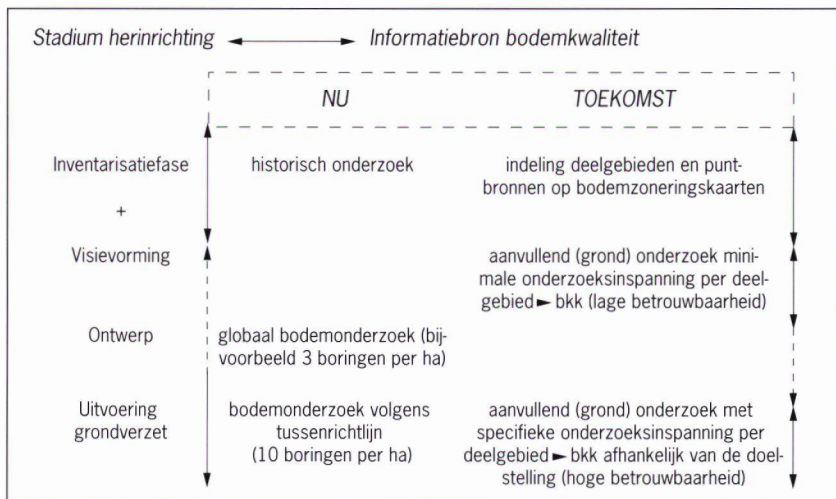 Stadium herinrichting Informatiebron bodemkwaliteit
NU TOEKOMST
Inventarisatiefase historisch onderzoek indeling deelgebieden en punt-
bronnen op bodemzoneringskaarten
+
Visievorming aanvullend (grond) onderzoek mini-
male onderzoeksinspanning per deel-
gebied ► bkk (lage betrouwbaarheid)
Ontwerp globaal bodemonderzoek (bij-
voorbeeld 3 boringen per ha)
Uitvoering bodemonderzoek volgens aanvullend (grond) onderzoek met
grondverzet tussenrichtlijn specifieke onderzoeksinspanning per
(10 boringen per ha) deelgebied ► bkk afhankelijk van de doel-
stelling (hoge betrouwbaarheid)